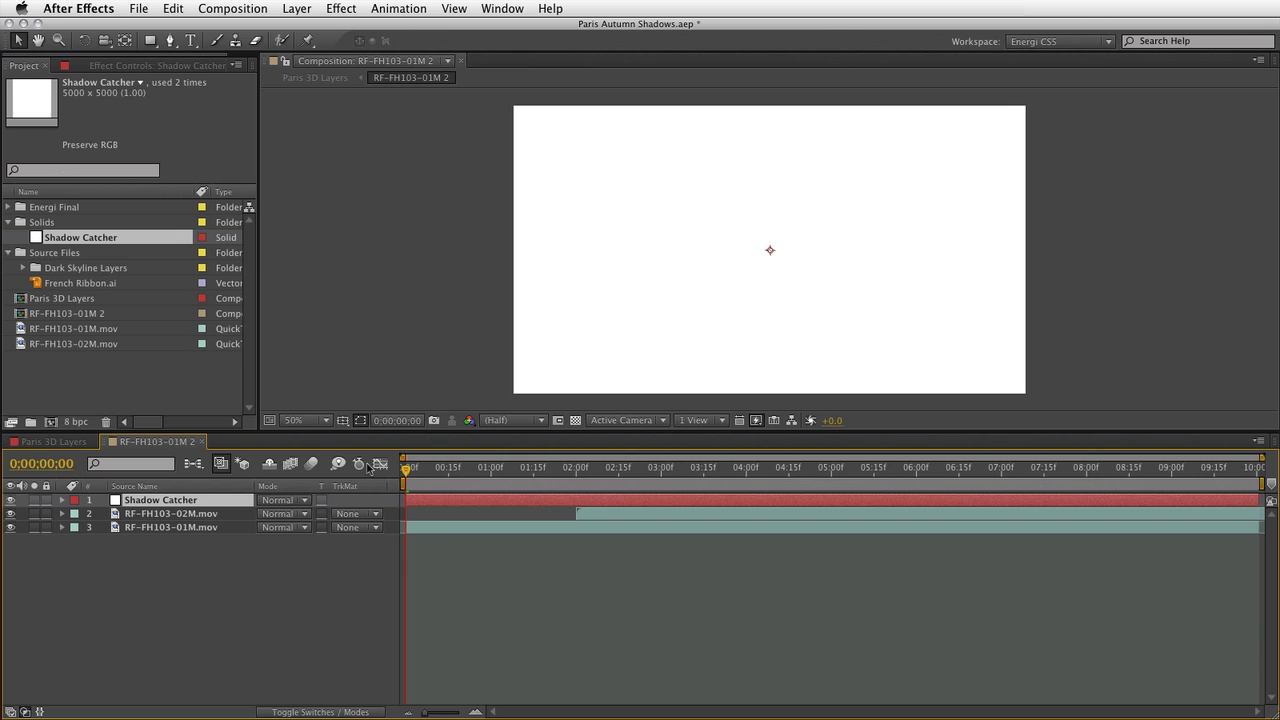 After Effects File Edit Composition Layer Effect Animation View Window Help
Paris Autumn Shadows.aep *
Workspace: Energi CS5 Search Help
Project × Effect Controls: Shadow Catcher
Composition: RF-FH103-01M 2
Paris 3D Layers RF-FH103-01M 2
Shadow Catcher , used 2 times
5000 x 5000 (1.00)
Preserve RGB
Name Type
Energi Final Folder
Solids Folder
Shadow Catcher Solid
Source Files Folder
Dark Skyline Layers Folder
French Ribbon.ai Vector
Paris 3D Layers Comp
RF-FH103-01M 2 Comp
RF-FH103-01M.mov Quick
RF-FH103-02M.mov Quick
8 bpc
50% 0;00;00;00 (Half) Active Camera 1 View +0.0
Paris 3D Layers RF-FH103-01M 2 ×
0;00;00;00
:00f 00:15f 01:00f 01:15f 02:00f 02:15f 03:00f 03:15f 04:00f 04:15f 05:00f 05:15f 06:00f 06:15f 07:00f 07:15f 08:00f 08:15f 09:00f 09:15f 10:00
# Source Name Mode T TrkMat
1 Shadow Catcher Normal
2 RF-FH103-02M.mov Normal None
3 RF-FH103-01M.mov Normal None
Toggle Switches / Modes